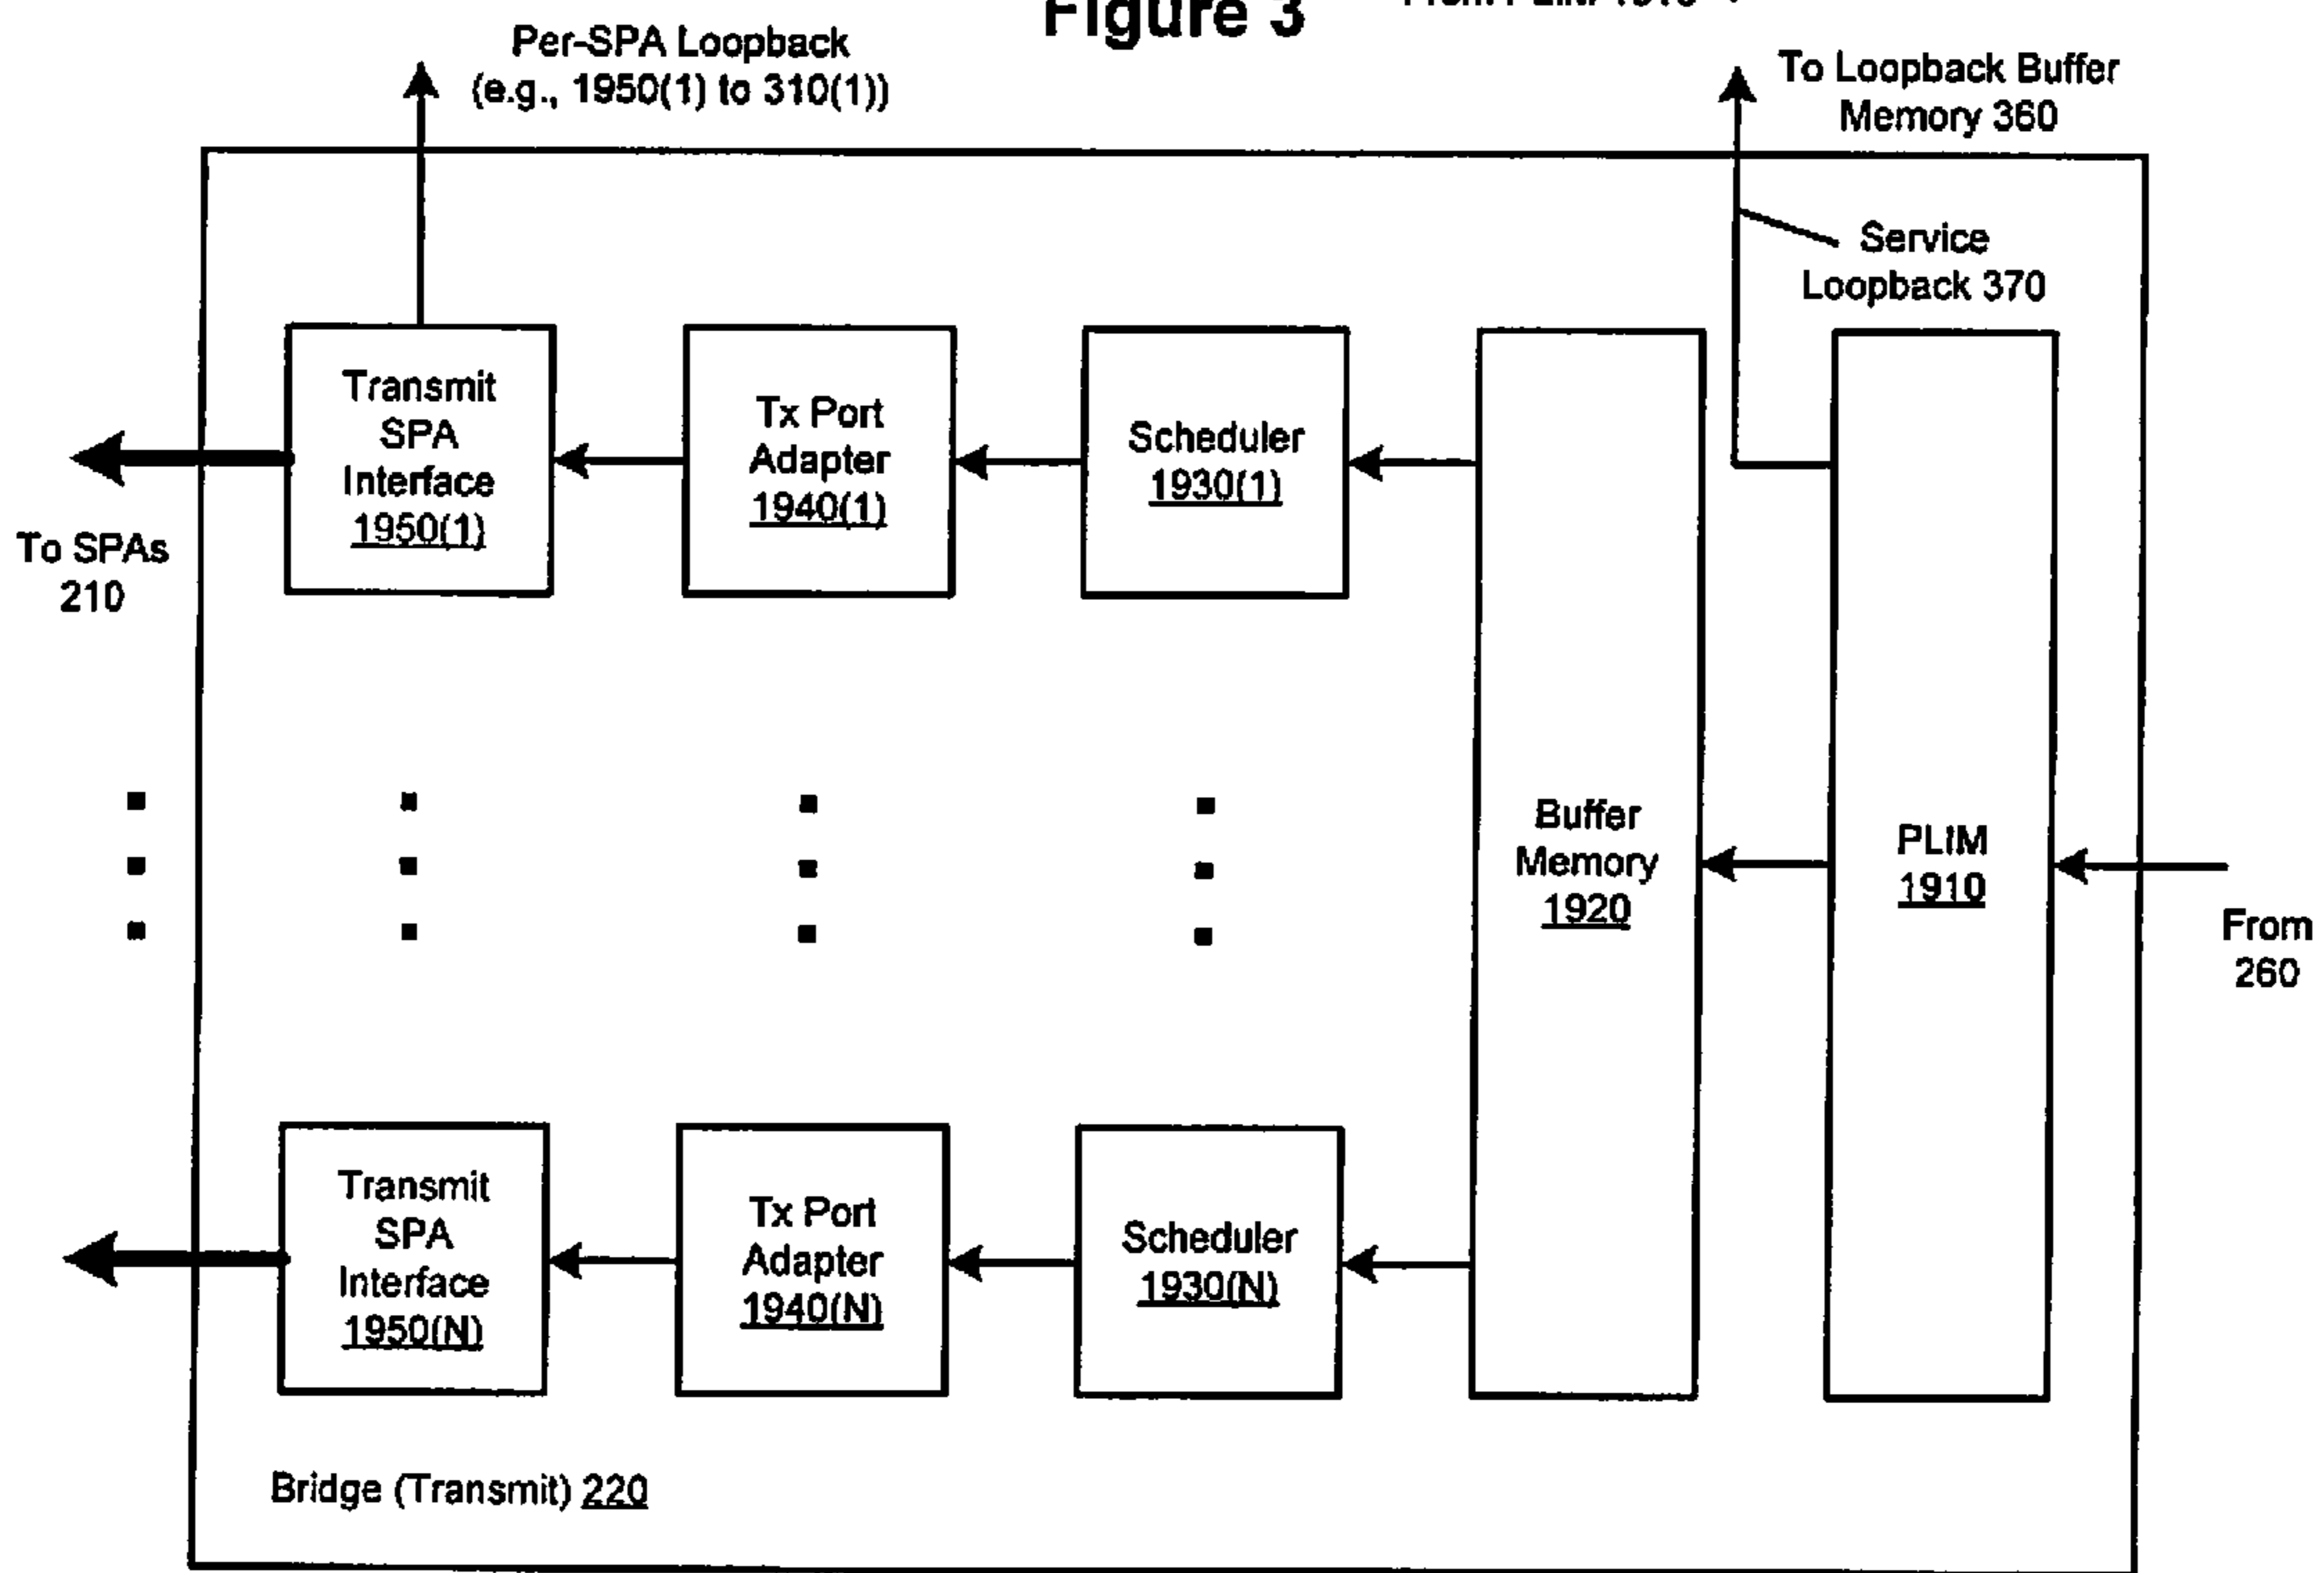 Figure 3
Per-SPA Loopback
(e.g., 1950(1) to 310(1))
To Loopback Buffer
Memory 360
Service
Loopback 370
Transmit
SPA
Interface
1950(1)
Tx Port
Adapter
1940(1)
Scheduler
1930(1)
To SPAs
210
Buffer
Memory
1920
PLIM
1910
From
260
Transmit
SPA
Interface
1950(N)
Tx Port
Adapter
1940(N)
Scheduler
1930(N)
Bridge (Transmit) 220